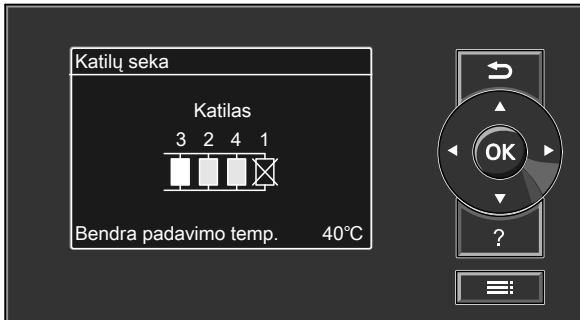 Katilų seka
Katilas
3 2 4 1
Bendra padavimo temp. 40°C
OK
?